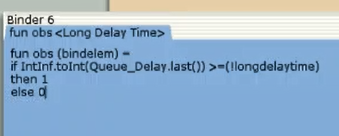 Binder 6
fun obs <Long Delay Time>
fun obs (bindelem) =
if IntInf.toInt(Queue_Delay.last()) >=(!longdelaytime)
then 1
else 0